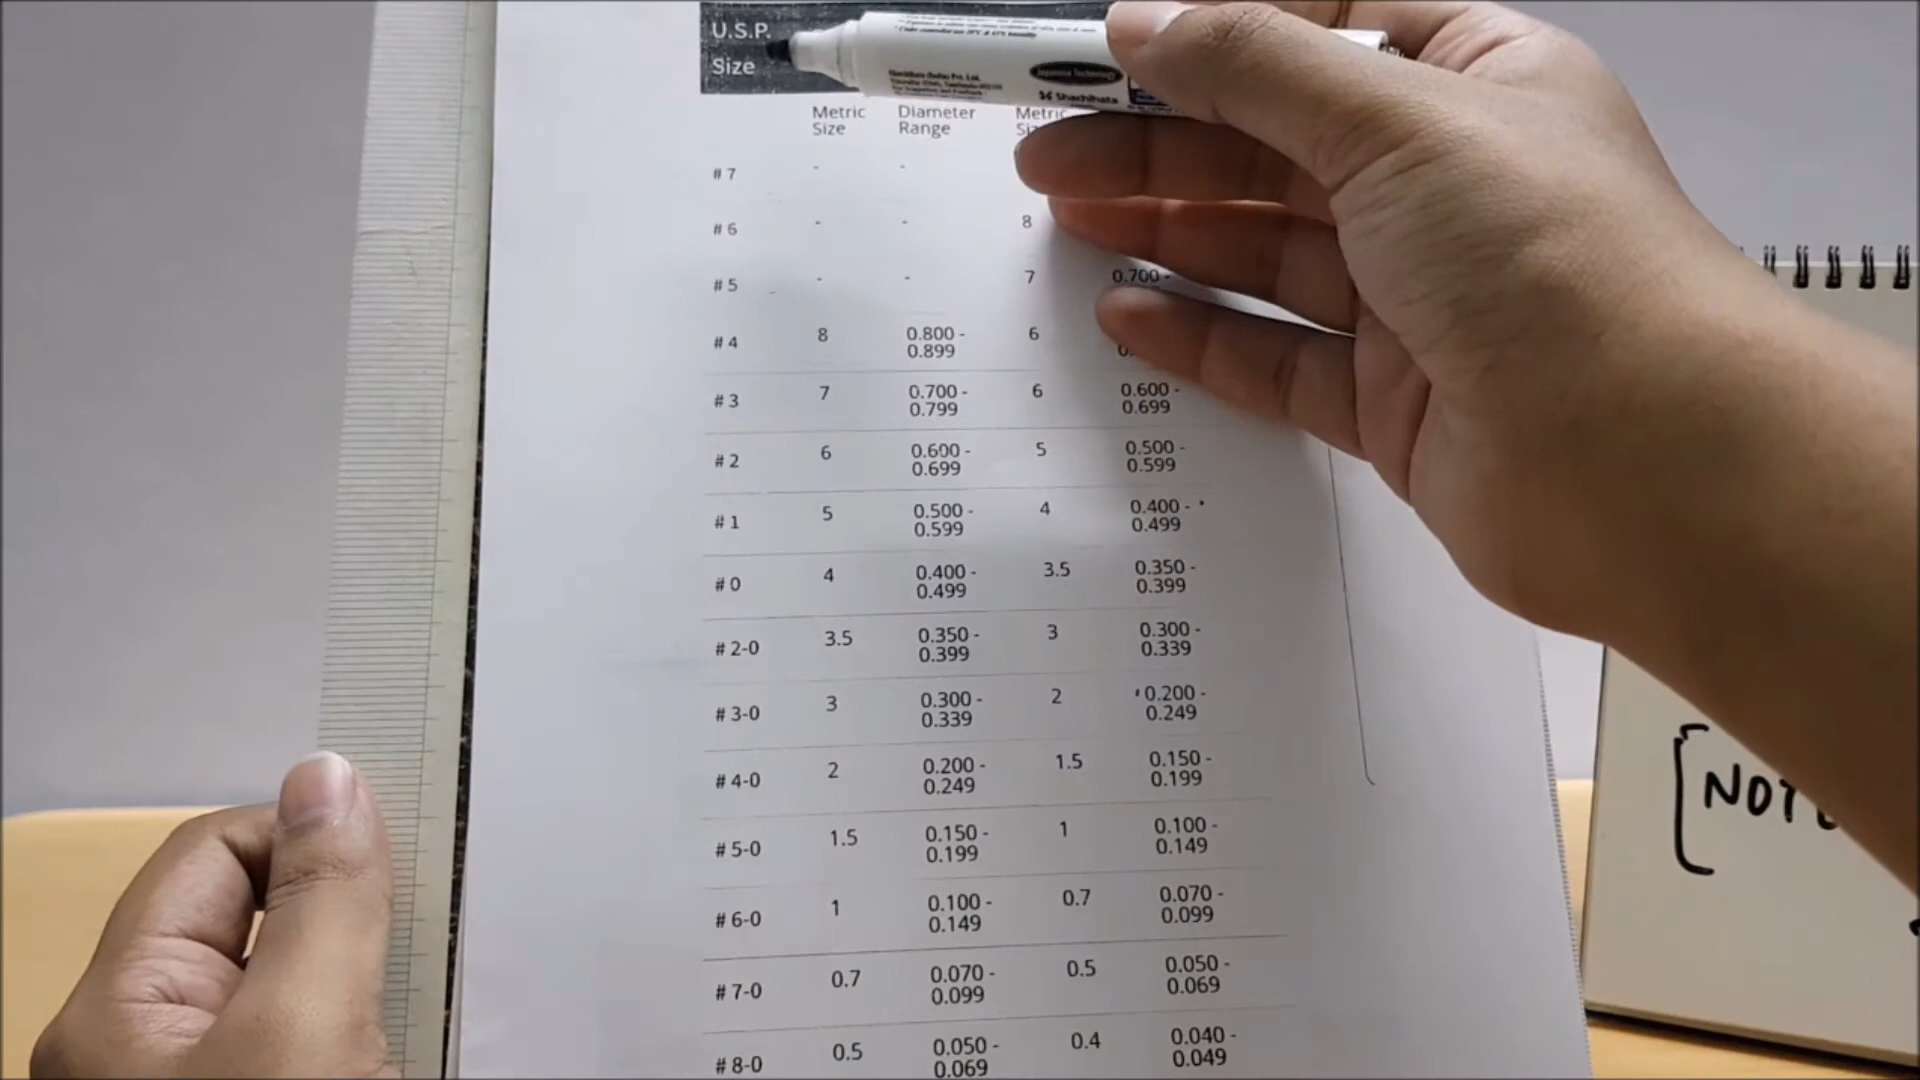 U.S.P.
Size
Japanese Technology
Shachihata
Metric Size Diameter Range Metric
# 7 - -
# 6 - - 8
# 5 - - 7 0.700 -
# 4 8 0.800 - 0.899 6
# 3 7 0.700 - 0.799 6 0.600 - 0.699
# 2 6 0.600 - 0.699 5 0.500 - 0.599
# 1 5 0.500 - 0.599 4 0.400 - 0.499
# 0 4 0.400 - 0.499 3.5 0.350 - 0.399
# 2-0 3.5 0.350 - 0.399 3 0.300 - 0.339
# 3-0 3 0.300 - 0.339 2 0.200 - 0.249
# 4-0 2 0.200 - 0.249 1.5 0.150 - 0.199
# 5-0 1.5 0.150 - 0.199 1 0.100 - 0.149
# 6-0 1 0.100 - 0.149 0.7 0.070 - 0.099
# 7-0 0.7 0.070 - 0.099 0.5 0.050 - 0.069
# 8-0 0.5 0.050 - 0.069 0.4 0.040 - 0.049